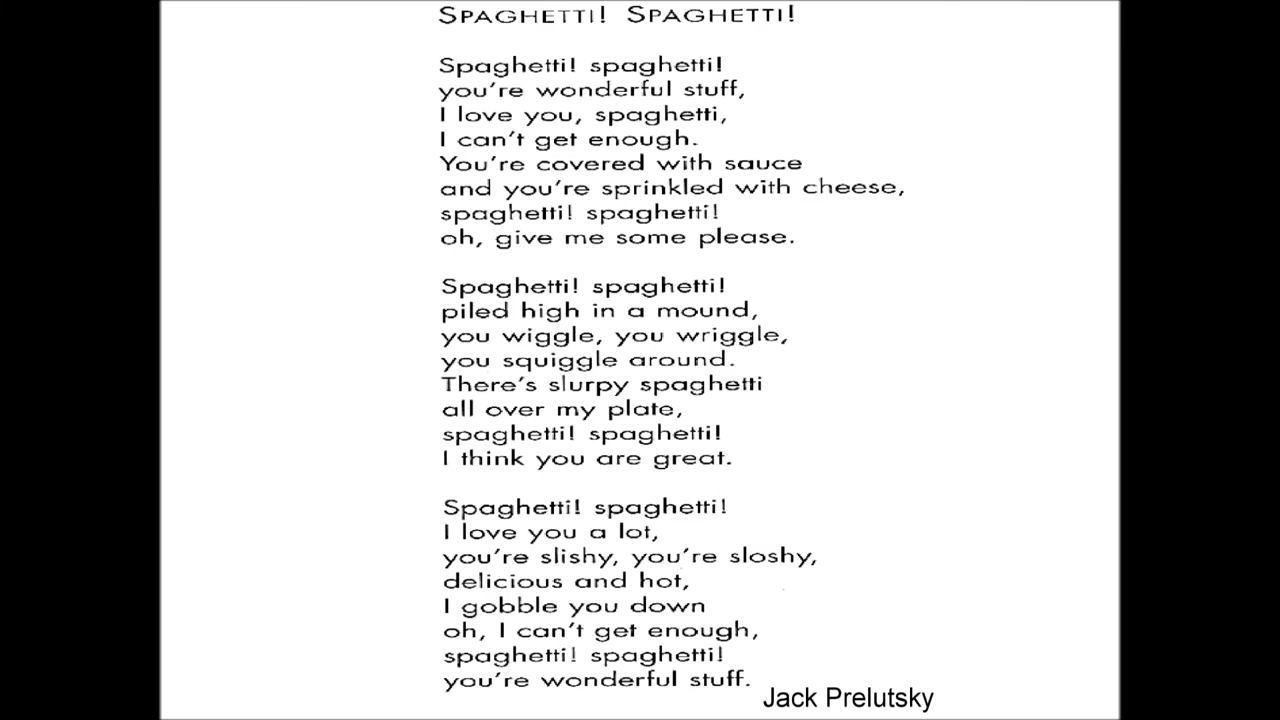 SPAGHETTI! SPAGHETTI!
Spaghetti! spaghetti!
you're wonderful stuff,
I love you, spaghetti,
I can't get enough.
You're covered with sauce
and you're sprinkled with cheese,
spaghetti! spaghetti!
oh, give me some please.
Spaghetti! spaghetti!
piled high in a mound,
you wiggle, you wriggle,
you squiggle around.
There's slurpy spaghetti
all over my plate,
spaghetti! spaghetti!
I think you are great.
Spaghetti! spaghetti!
I love you a lot,
you're slishy, you're sloshy,
delicious and hot,
I gobble you down
oh, I can't get enough,
spaghetti! spaghetti!
you're wonderful stuff.
Jack Prelutsky